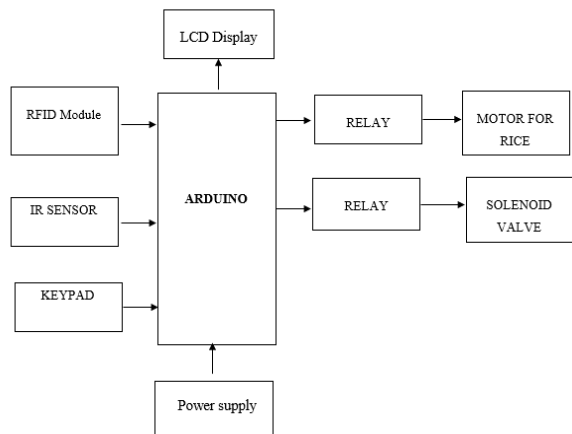 LCD Display
RFID Module
RELAY
MOTOR FOR
RICE
ARDUINO
IR SENSOR
RELAY
SOLENOID
VALVE
KEYPAD
Power supply